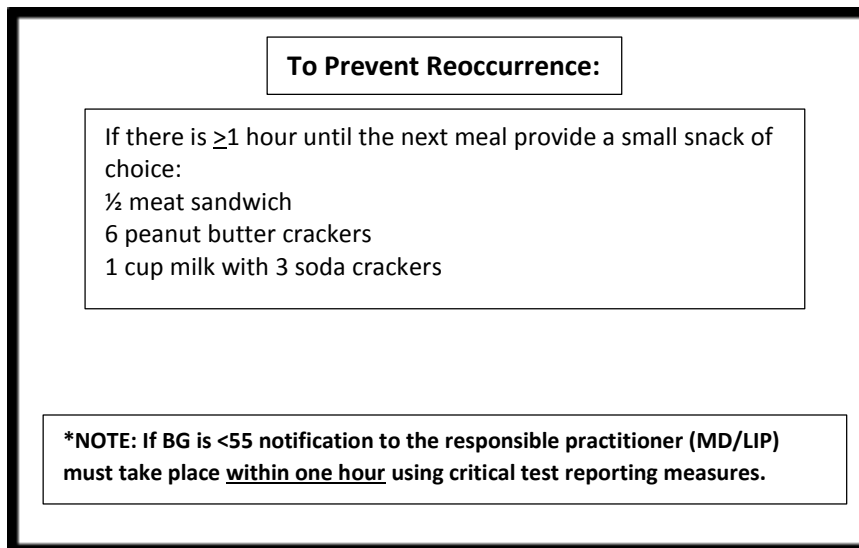 To Prevent Reoccurrence:
If there is ≥1 hour until the next meal provide a small snack of
choice:
½ meat sandwich
6 peanut butter crackers
1 cup milk with 3 soda crackers
*NOTE: If BG is <55 notification to the responsible practitioner (MD/LIP)
must take place within one hour using critical test reporting measures.